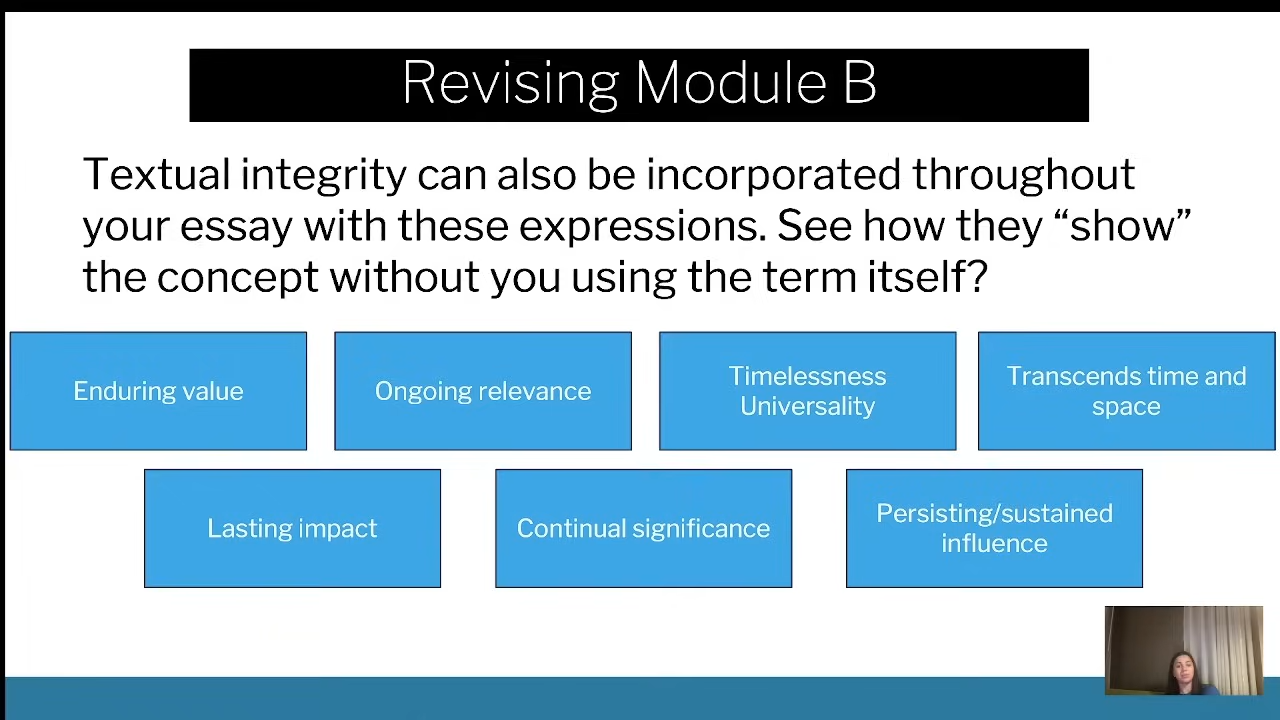 Revising Module B
Textual integrity can also be incorporated throughout
your essay with these expressions. See how they “show”
the concept without you using the term itself?
Enduring value
Ongoing relevance
Timelessness
Universality
Transcends time and
space
Lasting impact
Continual significance
Persisting/sustained
influence